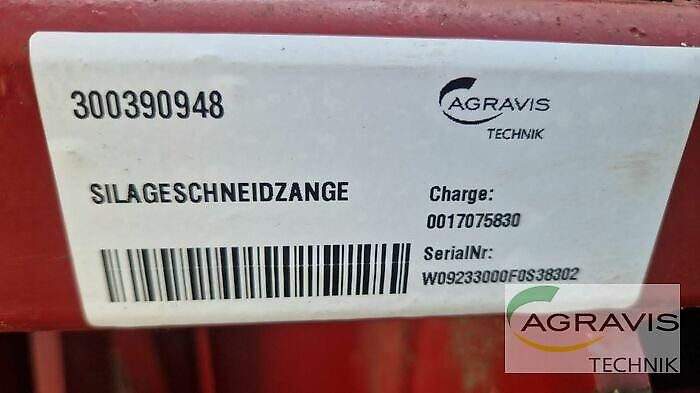 300390948
AGRAVIS
TECHNIK
SILAGESCHNEIDZANGE
Charge:
0017075830
SerialNr:
W09233000F0S38302
AGRAVIS
TECHNIK